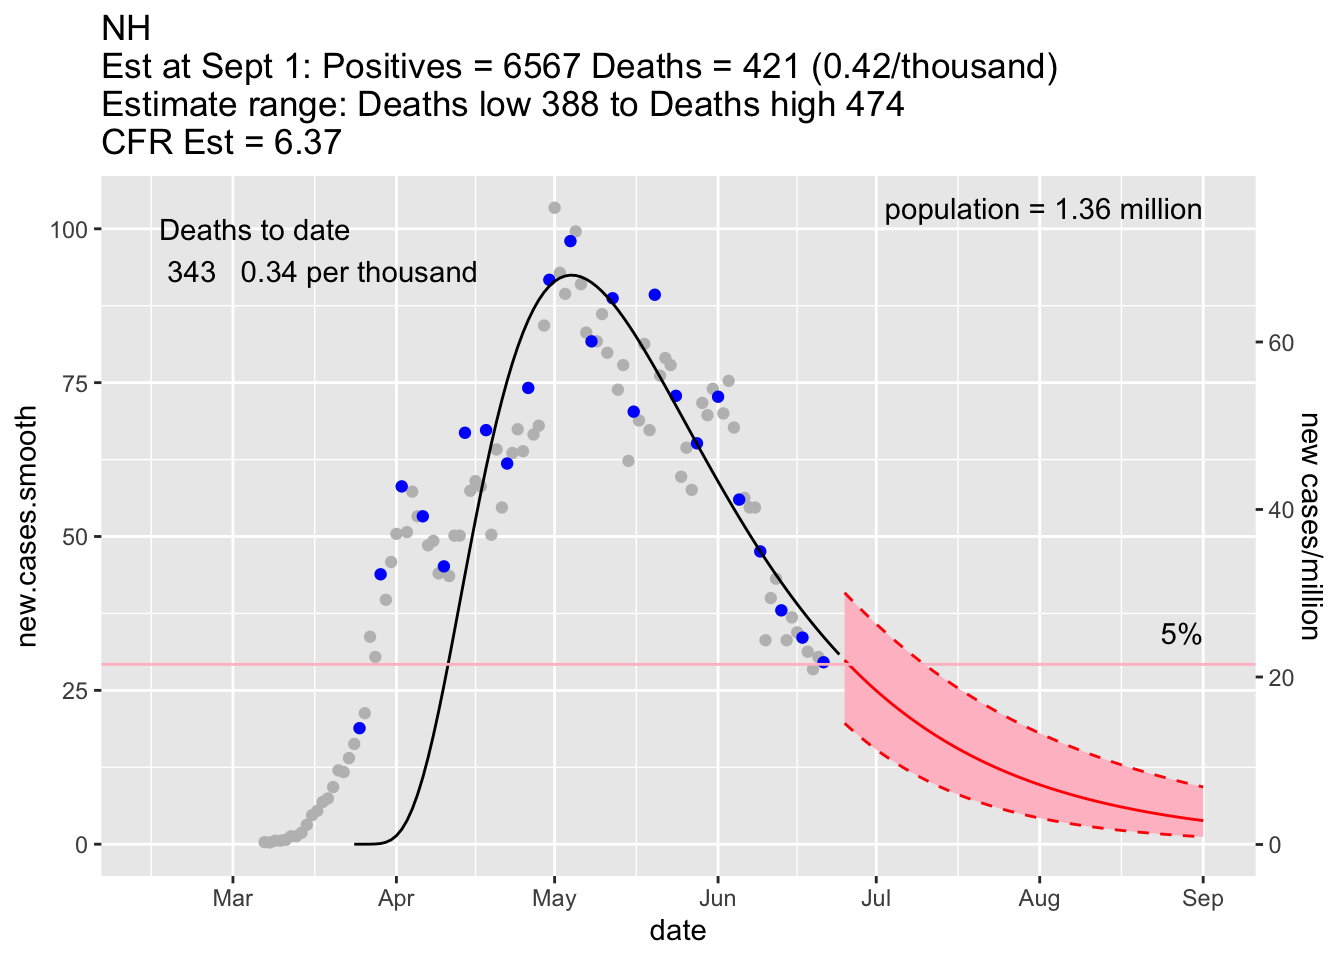 NH
Est at Sept 1: Positives = 6567 Deaths = 421 (0.42/thousand)
Estimate range: Deaths low 388 to Deaths high 474
CFR Est = 6.37
population = 1.36 million
Deaths to date
343 0.34 per thousand
5%
new.cases.smooth
100
75
50
25
0
new cases/million
60
40
20
0
Mar Apr May Jun Jul Aug Sep
date